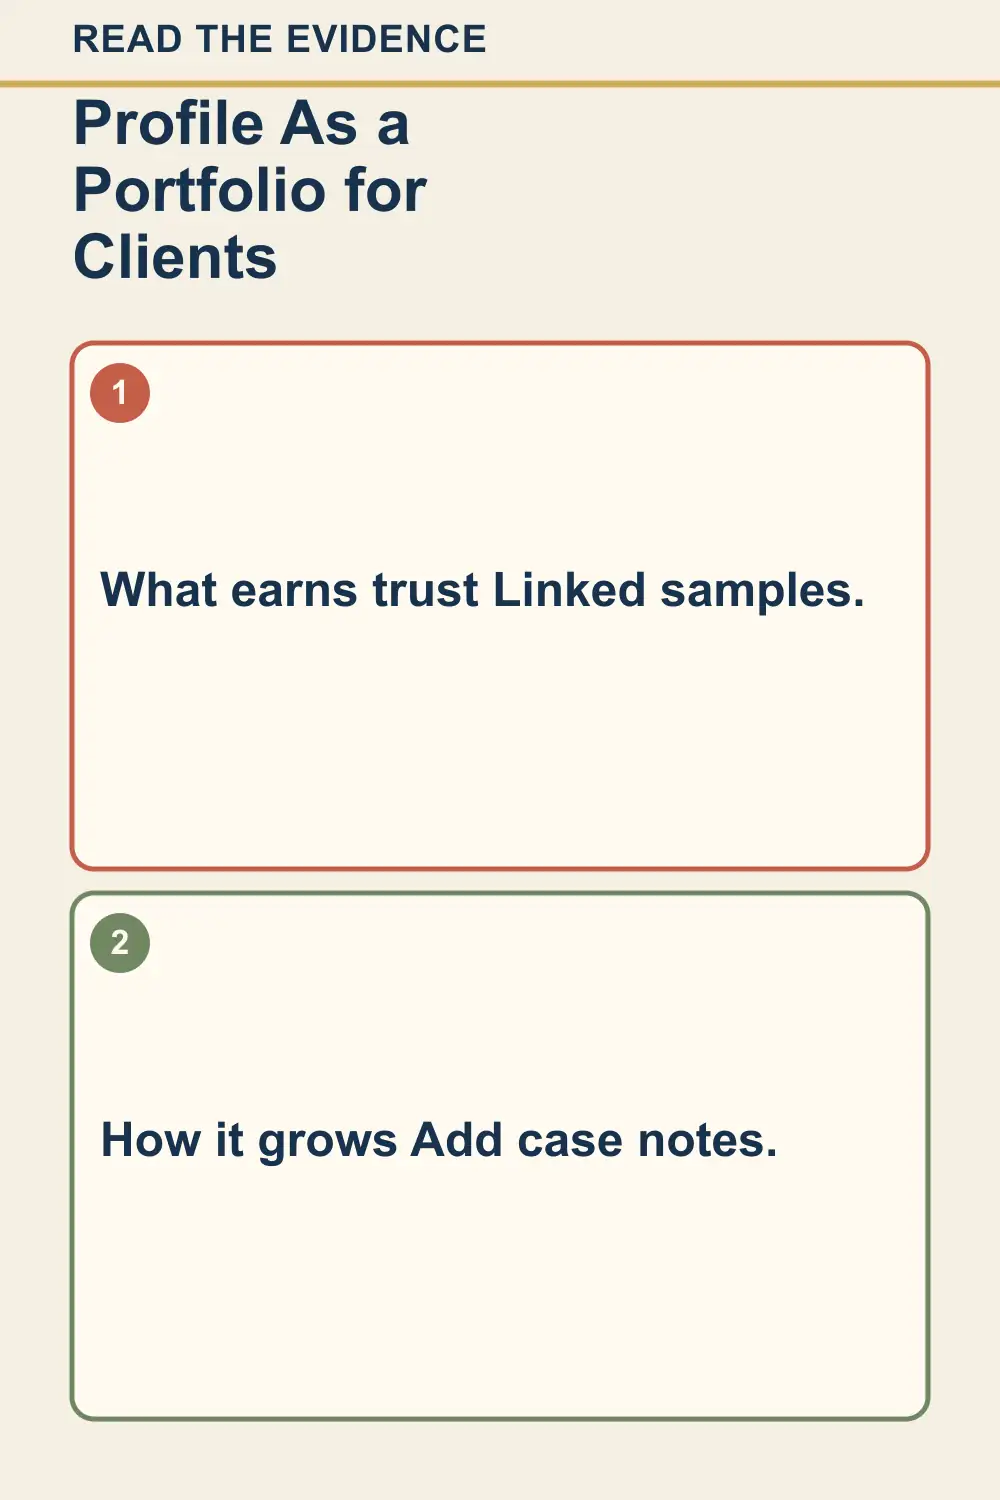 READ THE EVIDENCE
Profile As a
Portfolio for
Clients
1
What earns trust Linked samples.
2
How it grows Add case notes.